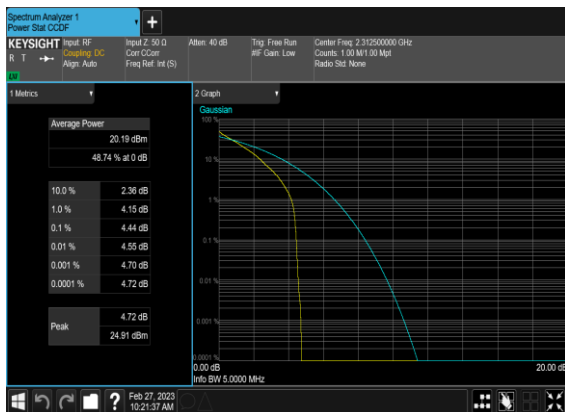 Spectrum Analyzer 1
Power Stat CCDF
+
KEYSIGHT
R T
LXI
Input: RF
Coupling: DC
Align: Auto
Input Z: 50 Ω
Corr CCorr
Freq Ref: Int (S)
Atten: 40 dB
Trig: Free Run
#IF Gain: Low
Center Freq: 2.312500000 GHz
Counts: 1.00 M/1.00 Mpt
Radio Std: None
1 Metrics
Average Power
20.19 dBm
48.74 % at 0 dB
10.0 % 2.36 dB
1.0 % 4.15 dB
0.1 % 4.44 dB
0.01 % 4.55 dB
0.001 % 4.70 dB
0.0001 % 4.72 dB
Peak
4.72 dB
24.91 dBm
2 Graph
Gaussian
100 %
10 %
1 %
0.1 %
0.01 %
0.001 %
0.0001 %
0.00 dB 20.00 dB
Info BW 5.0000 MHz
?
Feb 27, 2023
10:21:37 AM